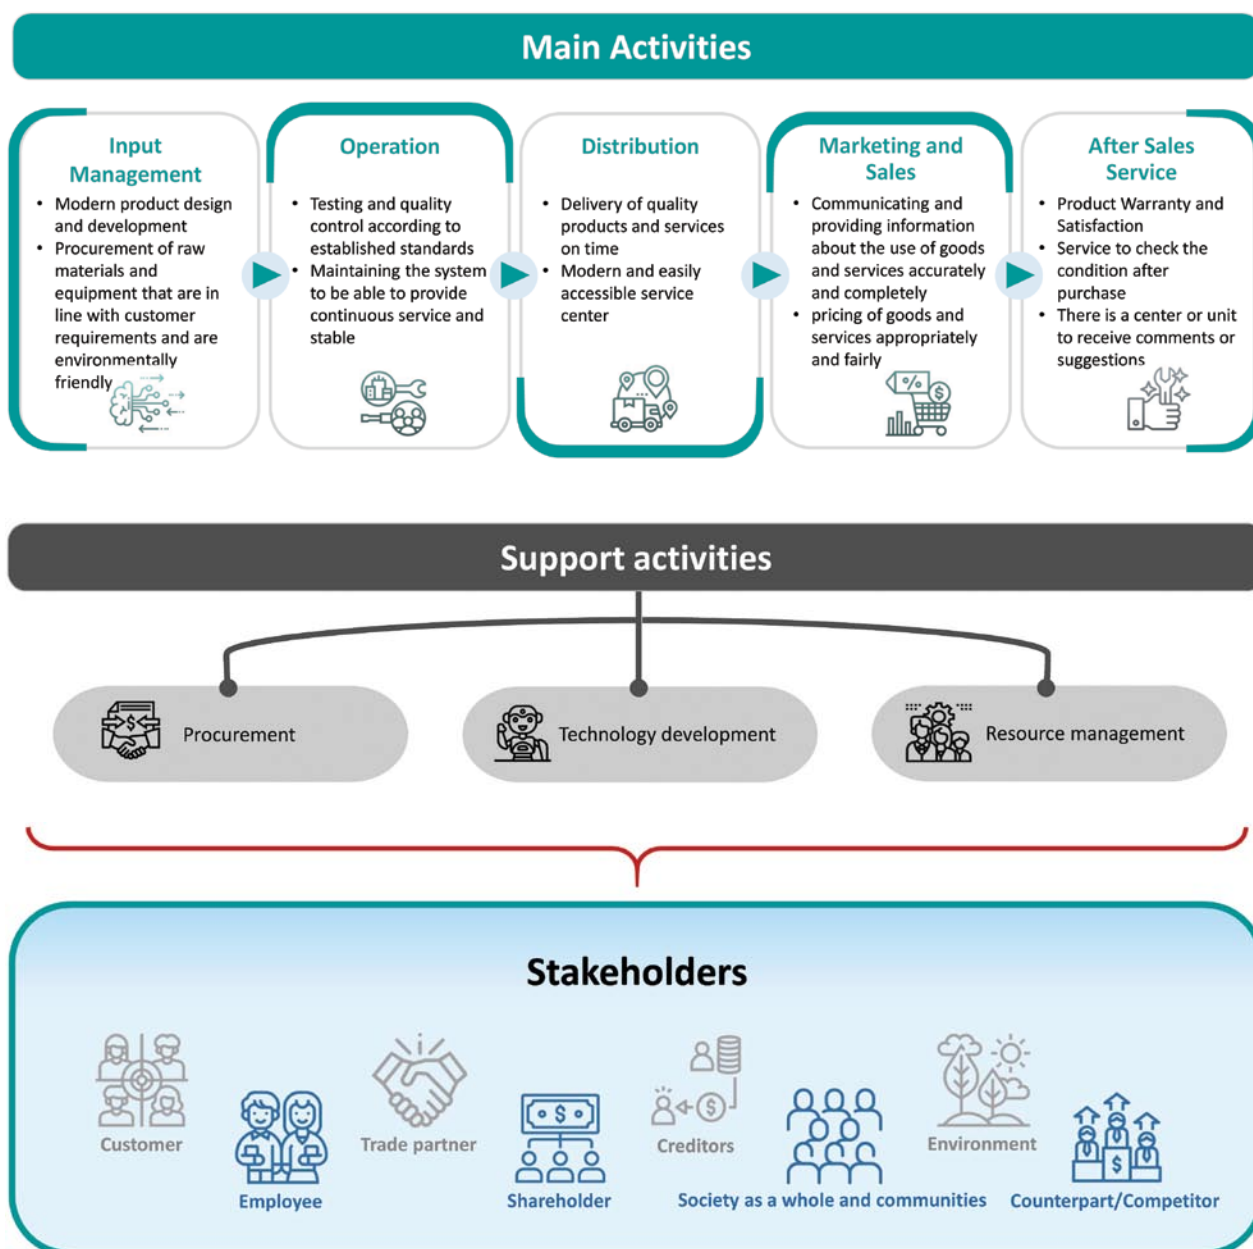 Main Activities
Input
Management
• Modern product design
and development
• Procurement of raw
materials and
equipment that are in
line with customer
requirements and are
environmentally
friendly
Operation
• Testing and quality
control according to
established standards
• Maintaining the system
to be able to provide
continuous service and
stable
Distribution
• Delivery of quality
products and services
on time
• Modern and easily
accessible service
center
Marketing and
Sales
• Communicating and
providing information
about the use of goods
and services accurately
and completely
• pricing of goods and
services appropriately
and fairly
After Sales
Service
• Product Warranty and
Satisfaction
• Service to check the
condition after
purchase
• There is a center or unit
to receive comments or
suggestions
Support activities
Procurement
Technology development
Resource management
Stakeholders
Customer
Employee
Trade partner
Shareholder
Creditors
Society as a whole and communities
Environment
Counterpart/Competitor